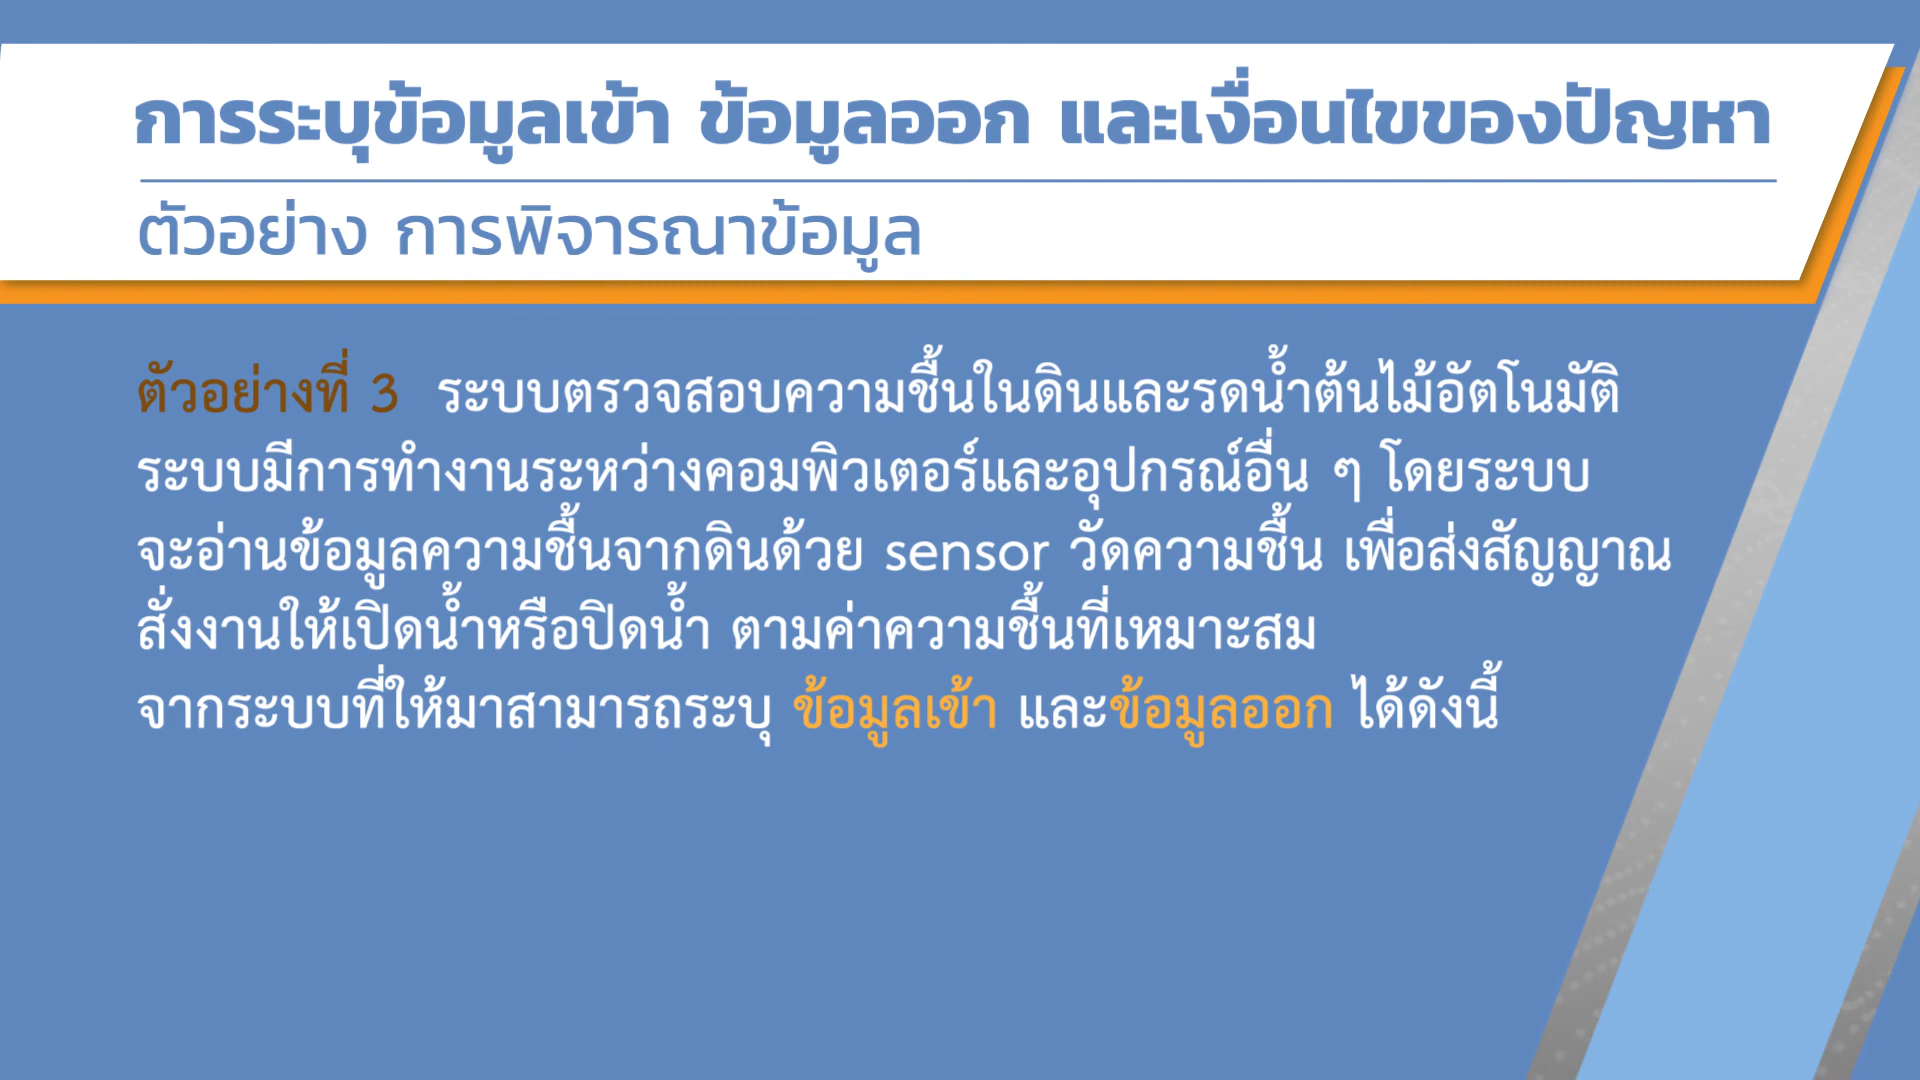 การระบุข้อมูลเข้า ข้อมูลออก และเงื่อนไขของปัญหา
ตัวอย่าง การพิจารณาข้อมูล
ตัวอย่างที่ 3 ระบบตรวจสอบความชื้นในดินและรดน้ำต้นไม้อัตโนมัติ
ระบบมีการทำงานระหว่างคอมพิวเตอร์และอุปกรณ์อื่น ๆ โดยระบบ
จะอ่านข้อมูลความชื้นจากดินด้วย sensor วัดความชื้น เพื่อส่งสัญญาณ
สั่งงานให้เปิดน้ำหรือปิดน้ำ ตามค่าความชื้นที่เหมาะสม
จากระบบที่ให้มาสามารถระบุ ข้อมูลเข้า และข้อมูลออก ได้ดังนี้